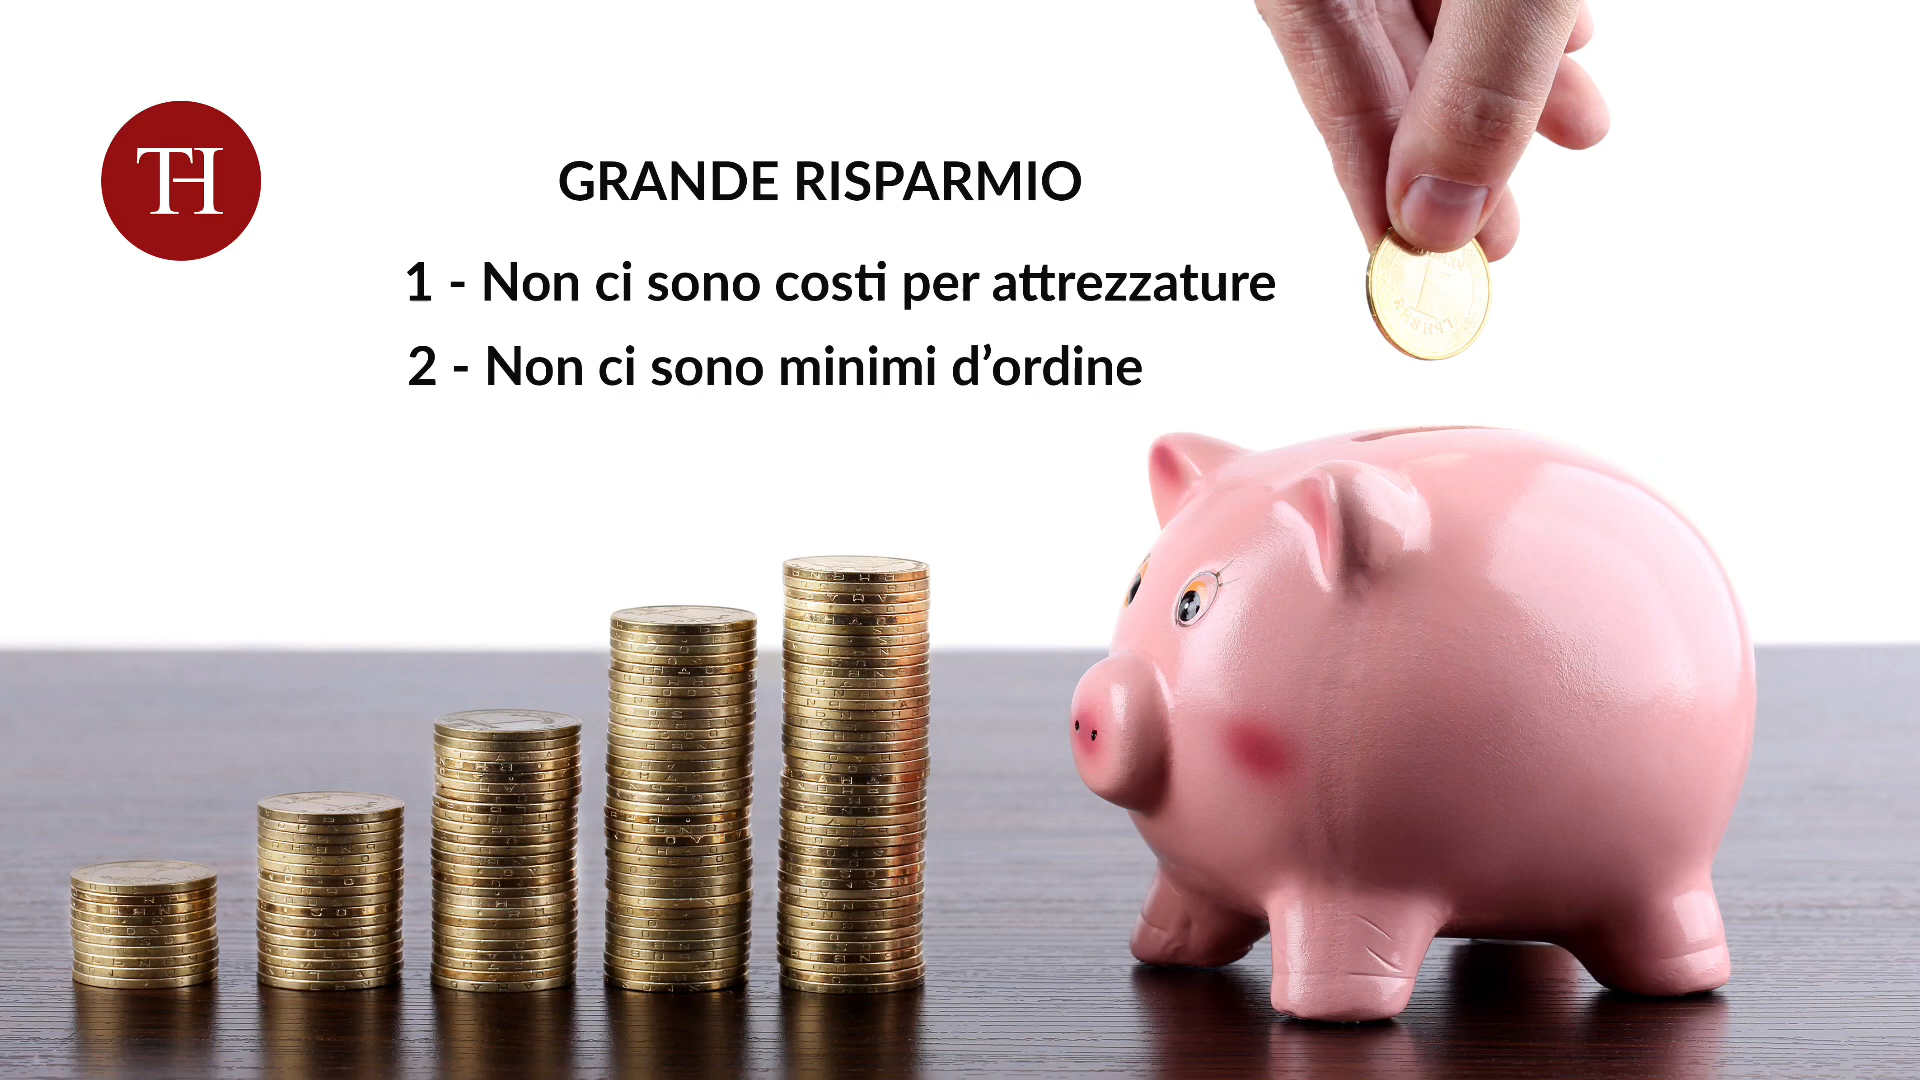 TH
GRANDE RISPARMIO
1 - Non ci sono costi per attrezzature
2 - Non ci sono minimi d’ordine